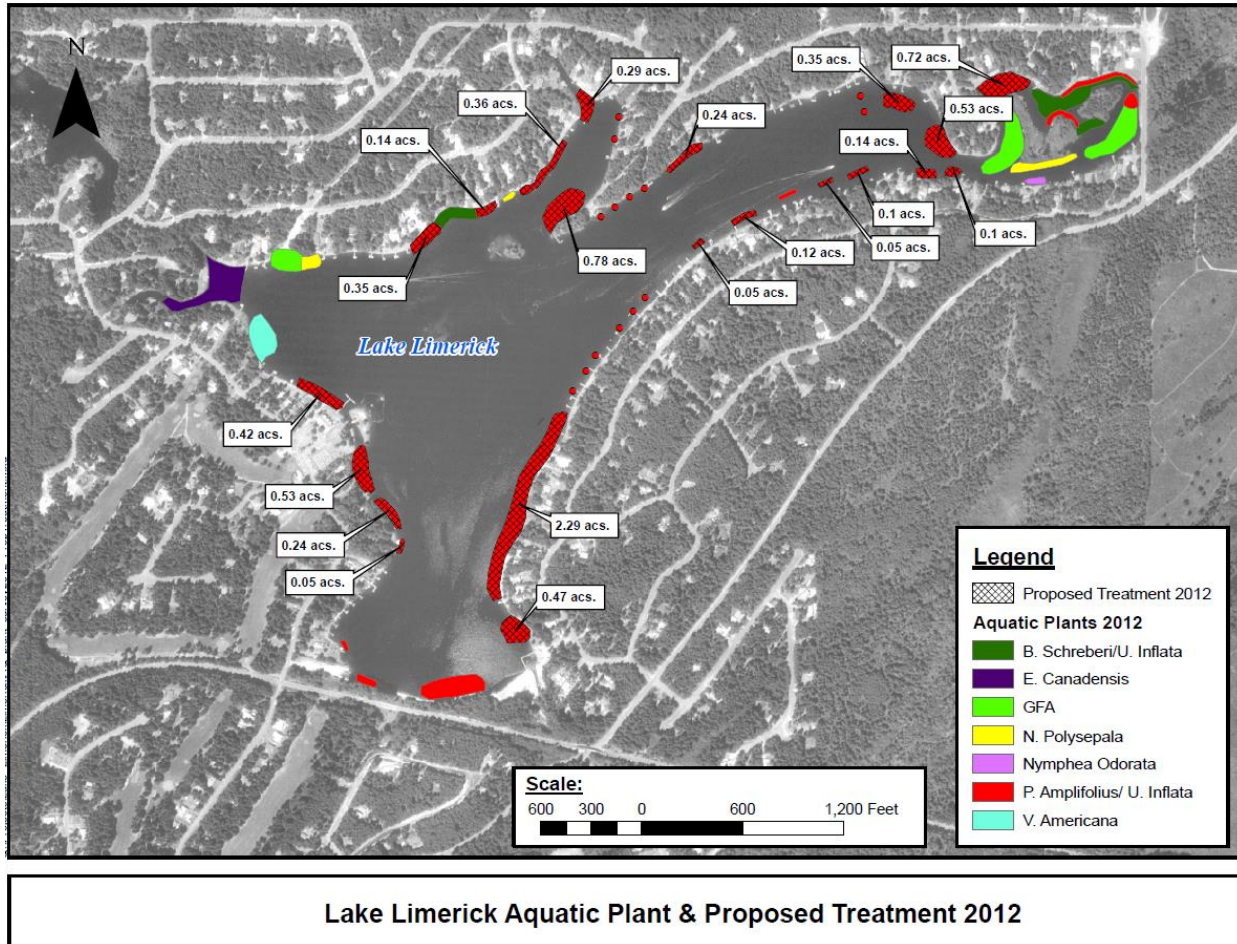 N
0.29 acs.
0.35 acs.
0.72 acs.
0.36 acs.
0.24 acs.
0.53 acs.
0.14 acs.
0.14 acs.
0.1 acs.
0.1 acs.
0.05 acs.
0.12 acs.
0.78 acs.
0.05 acs.
0.35 acs.
Lake Limerick
0.42 acs.
0.53 acs.
2.29 acs.
0.24 acs.
0.05 acs.
0.47 acs.
Legend
Proposed Treatment 2012
Aquatic Plants 2012
B. Schreberi/U. Inflata
E. Canadensis
GFA
N. Polysepala
Nymphea Odorata
P. Amplifolius/ U. Inflata
V. Americana
Scale:
600 300 0 600 1,200 Feet
Lake Limerick Aquatic Plant & Proposed Treatment 2012